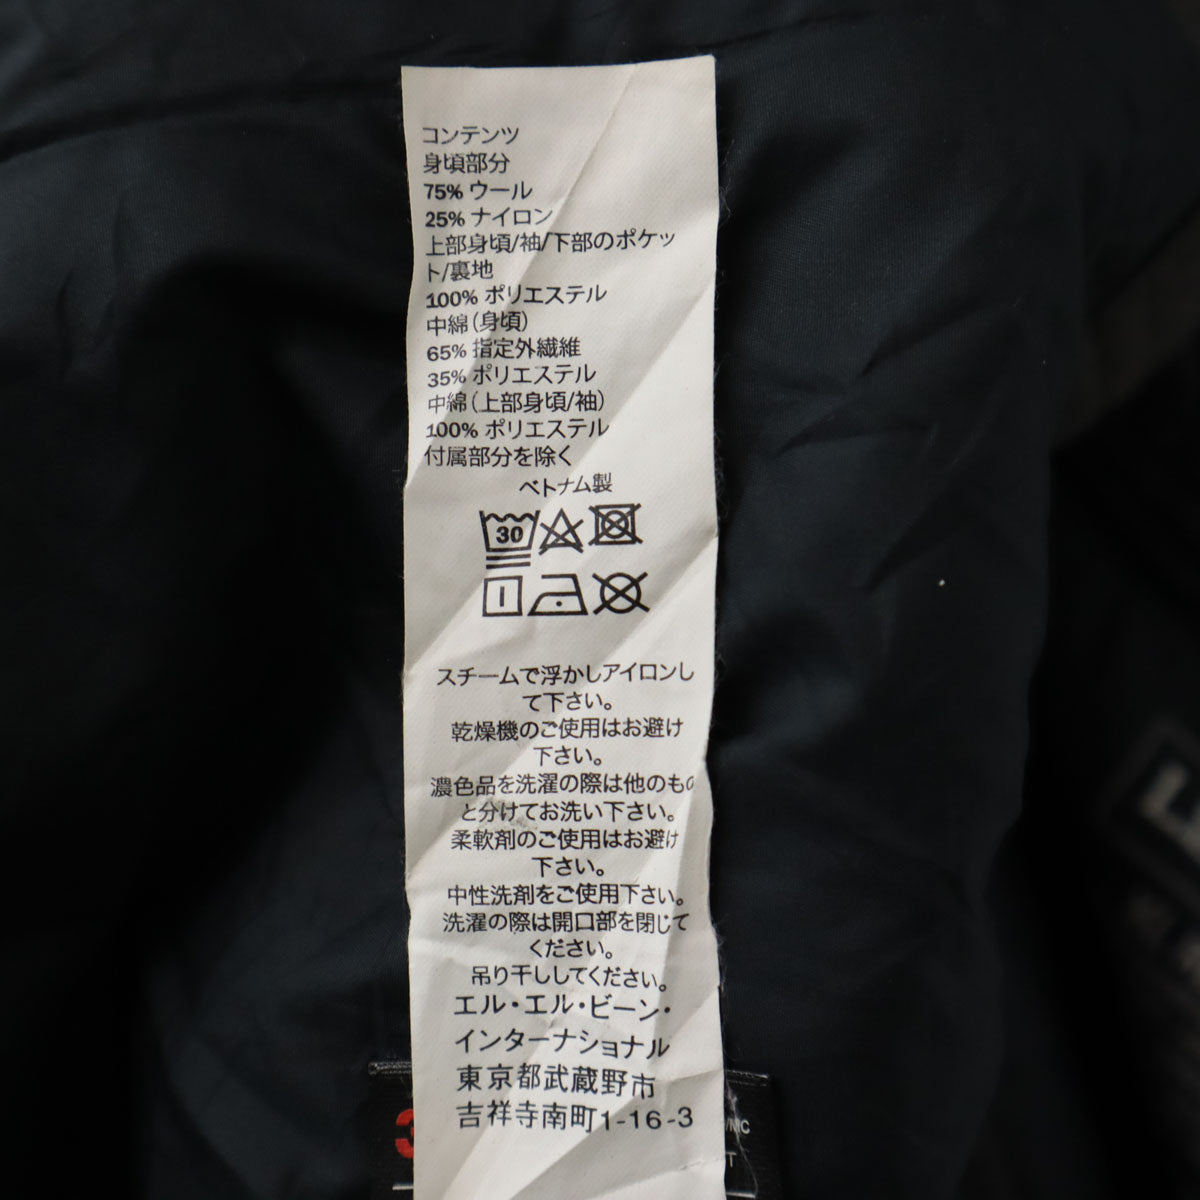 コンテンツ
身頃部分
75% ウール
25% ナイロン
上部身頃/袖/下部のポケッ
ト/裏地
100% ポリエステル
中綿(身頃)
65% 指定外繊維
35% ポリエステル
中綿(上部身頃/袖)
100% ポリエステル
付属部分を除く
ベトナム製
30
スチームで浮かしアイロンし
て下さい。
乾燥機のご使用はお避け
下さい。
濃色品を洗濯の際は他のもの
と分けてお洗い下さい。
柔軟剤のご使用はお避け
下さい。
中性洗剤をご使用下さい。
洗濯の際は開口部を閉じて
ください。
吊り干ししてください。
エル・エル・ビーン・
インターナショナル
東京都武蔵野市
吉祥寺南町1-16-3